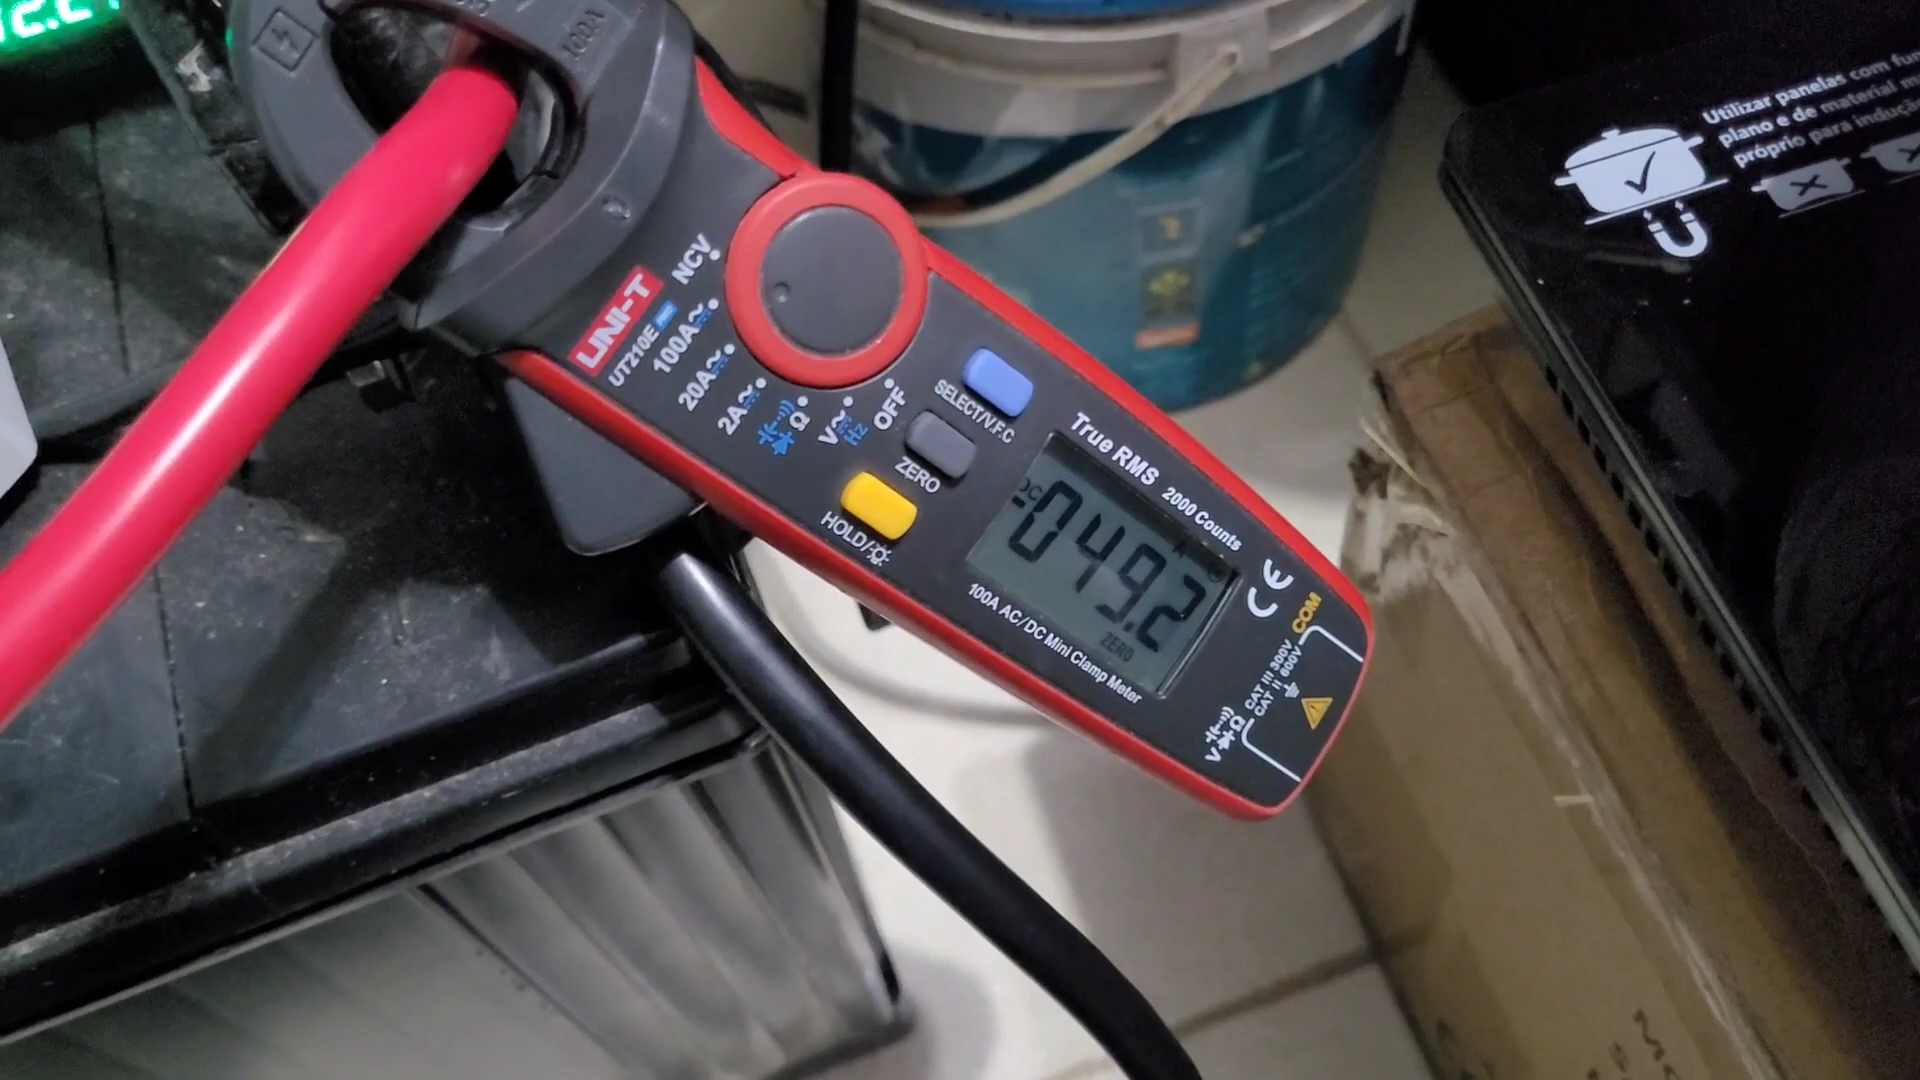 100A
NCV
UNI-T
UT210E
100A
20A
2A
Ω
V
Hz
OFF
SELECT/V.F.C
ZERO
HOLD/
True RMS 2000 Counts
DC
-049.2
A
ZERO
100A AC/DC Mini Clamp Meter
CE
COM
CAT III 300V
CAT II 600V
V Ω
Utilizar panelas com
plano e de material
próprio para